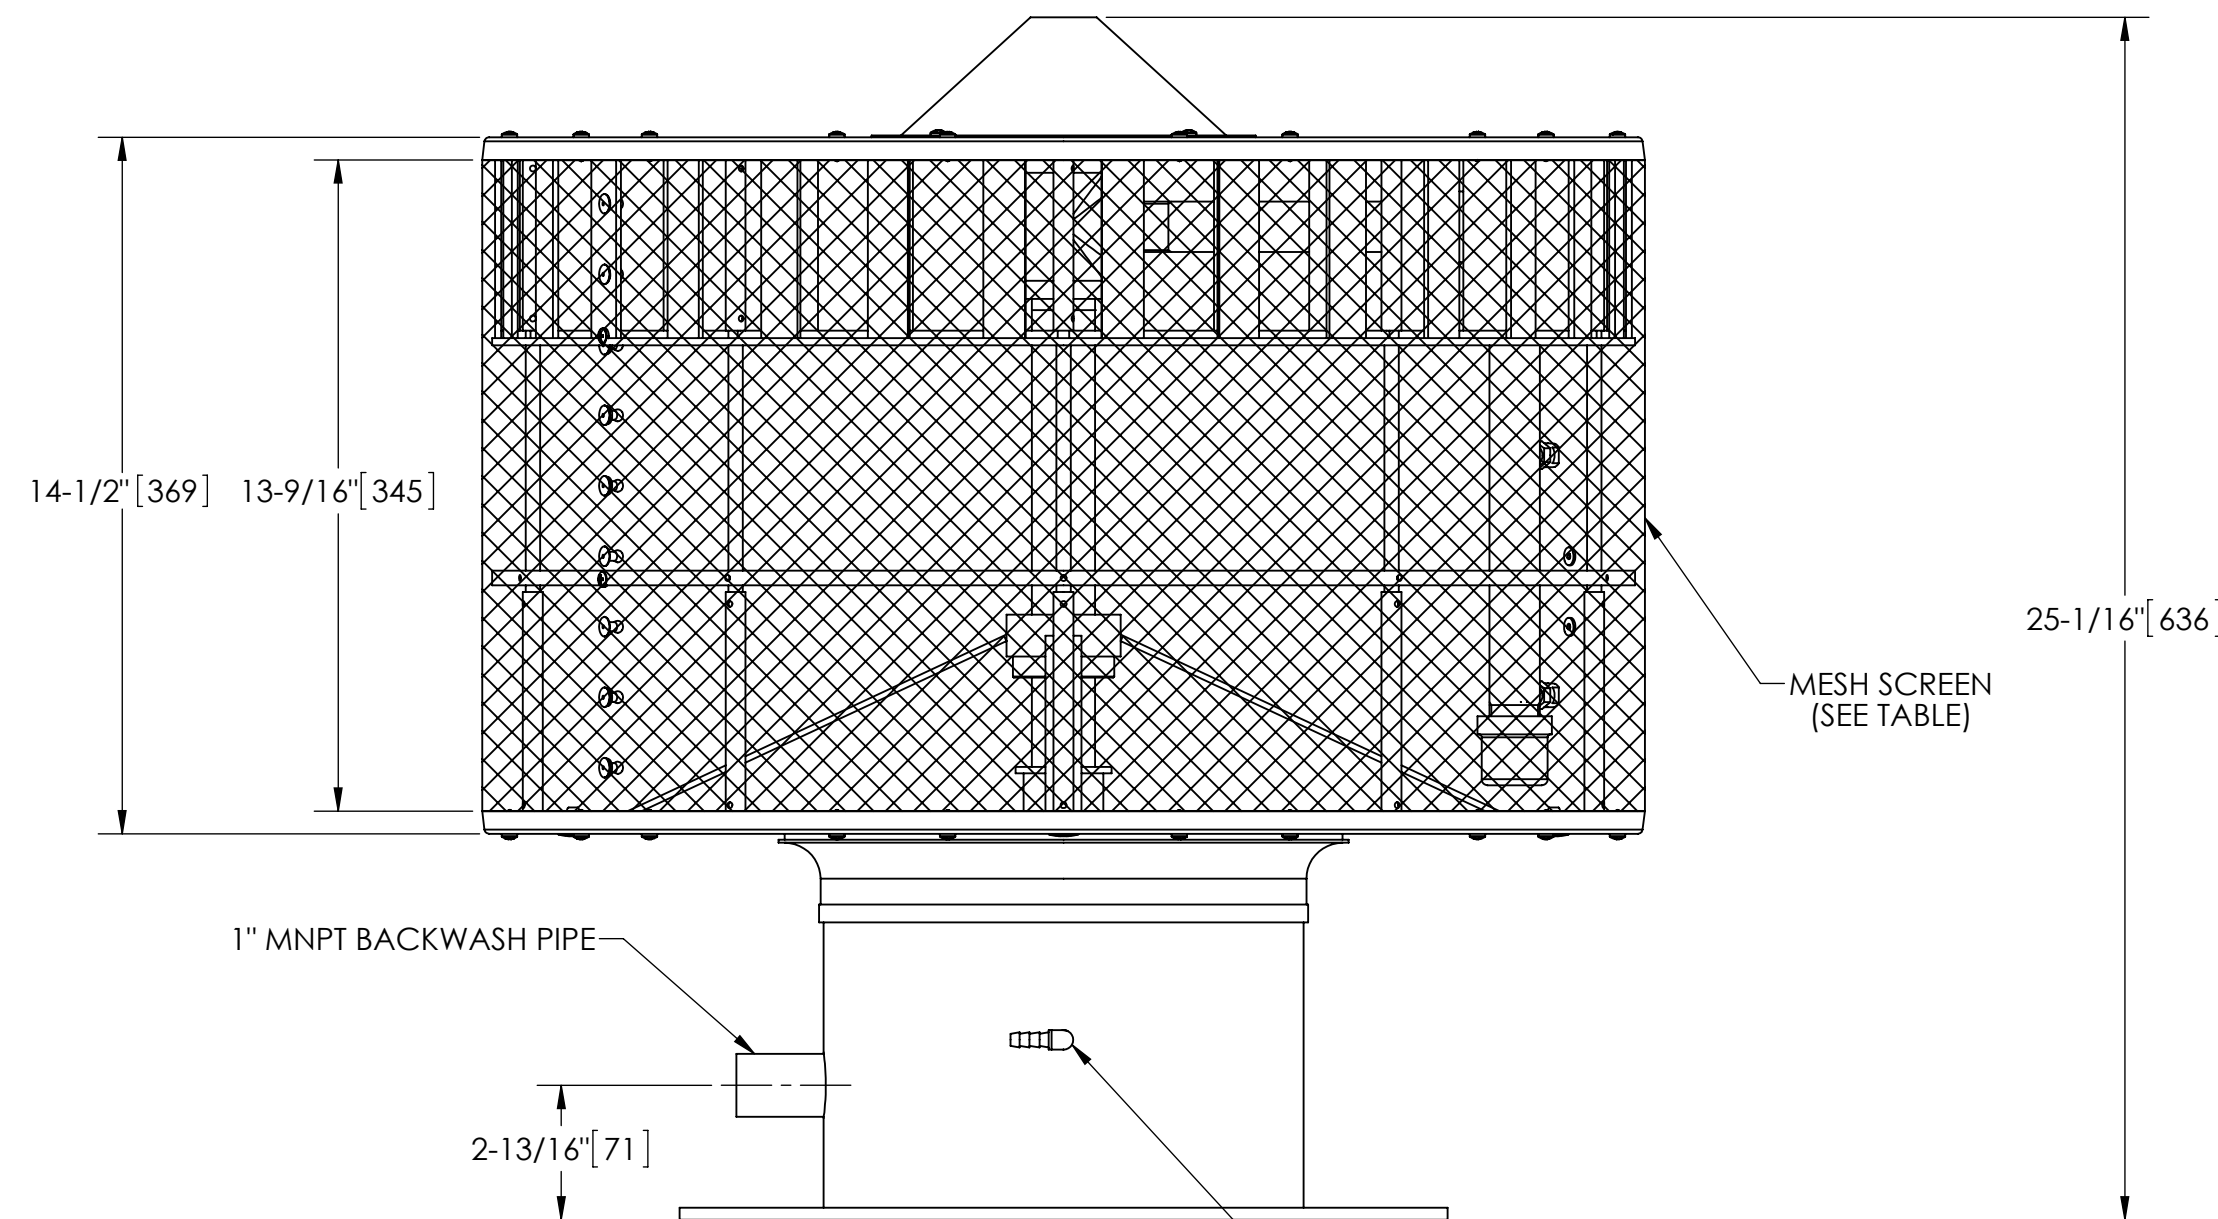 14-1/2" [369]
13-9/16" [345]
25-1/16" [636]
MESH SCREEN
(SEE TABLE)
1" MNPT BACKWASH PIPE
2-13/16" [71]